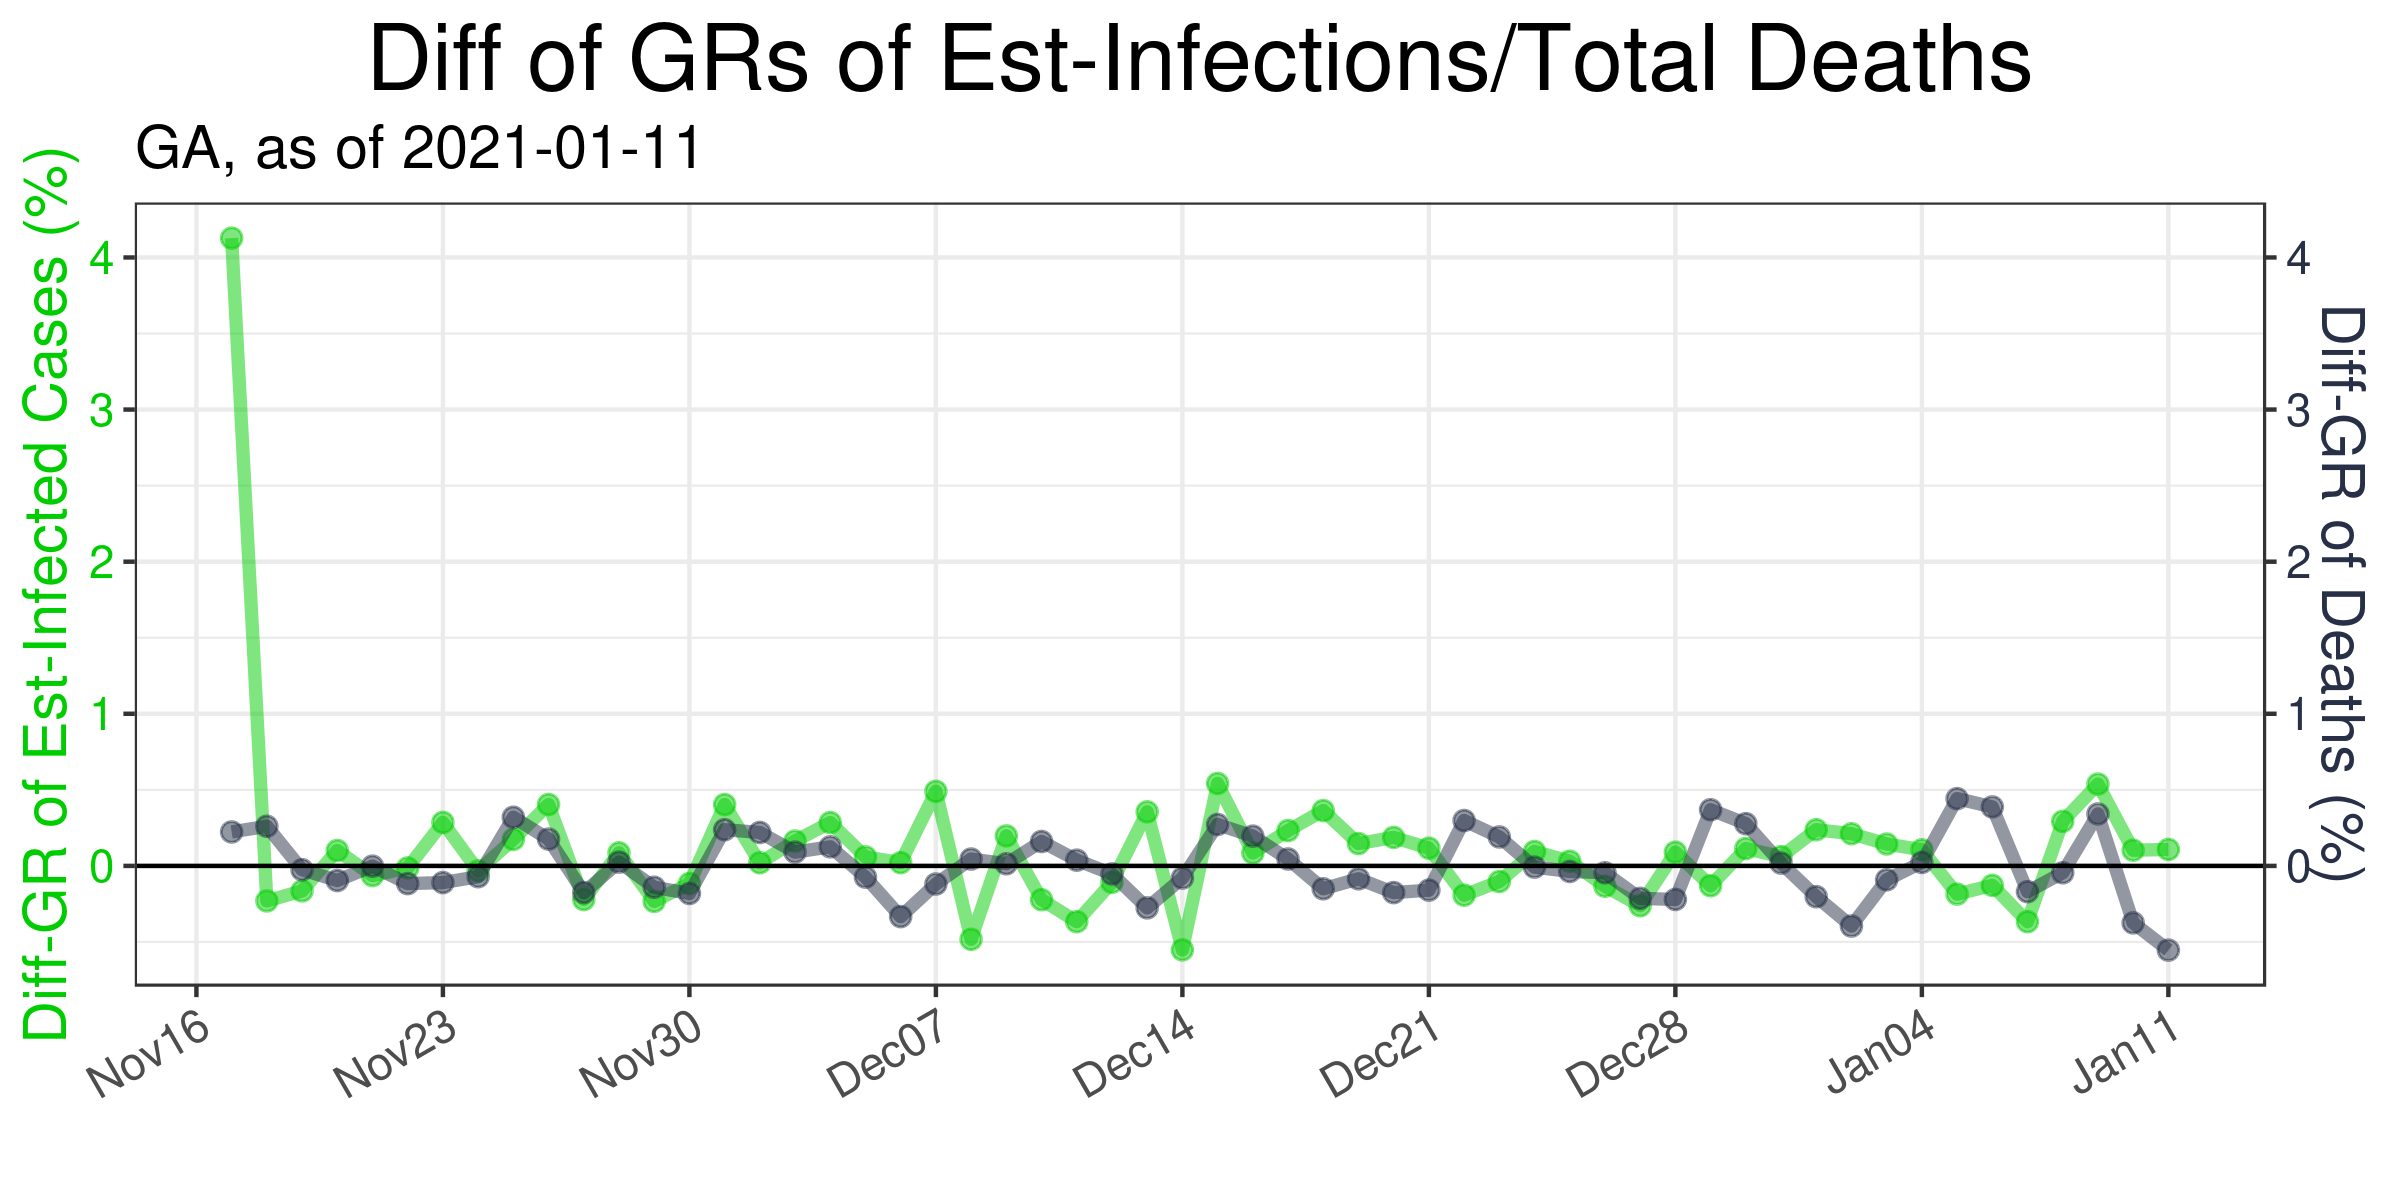 Diff of GRs of Est-Infections/Total Deaths
GA, as of 2021-01-11
Diff-GR of Est-Infected Cases (%)
4
3
2
1
0
4
3
2
1
0
Diff-GR of Deaths (%)
Nov16
Nov23
Nov30
Dec07
Dec14
Dec21
Dec28
Jan04
Jan11